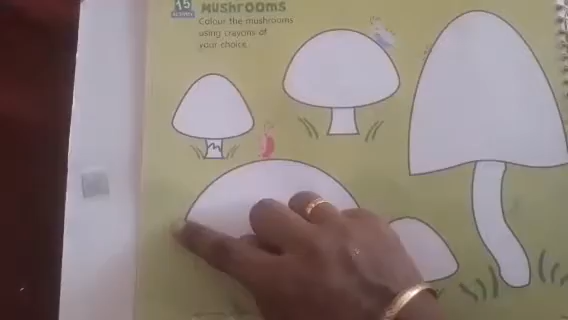 15
MUSHROOMS
Colour the mushrooms
using crayons of
your choice.